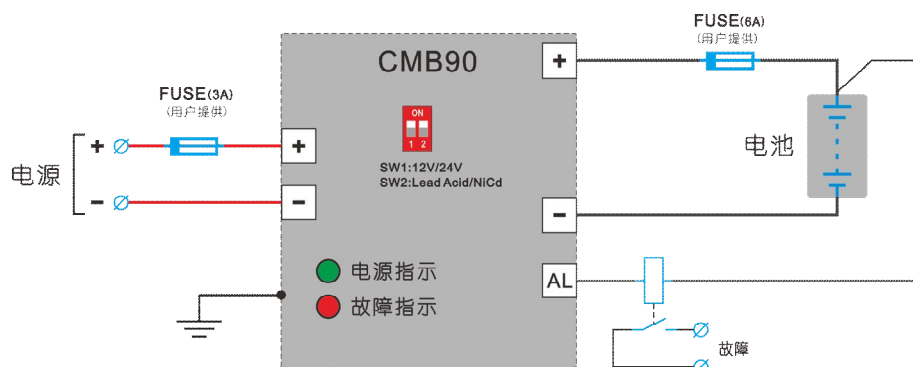 FUSE(6A)
(用户提供)
CMB90
+
FUSE(3A)
(用户提供)
ON
1 2
电源
+
+
电池
SW1:12V/24V
SW2:Lead Acid/NiCd
-
-
-
电源指示
AL
故障指示
故障